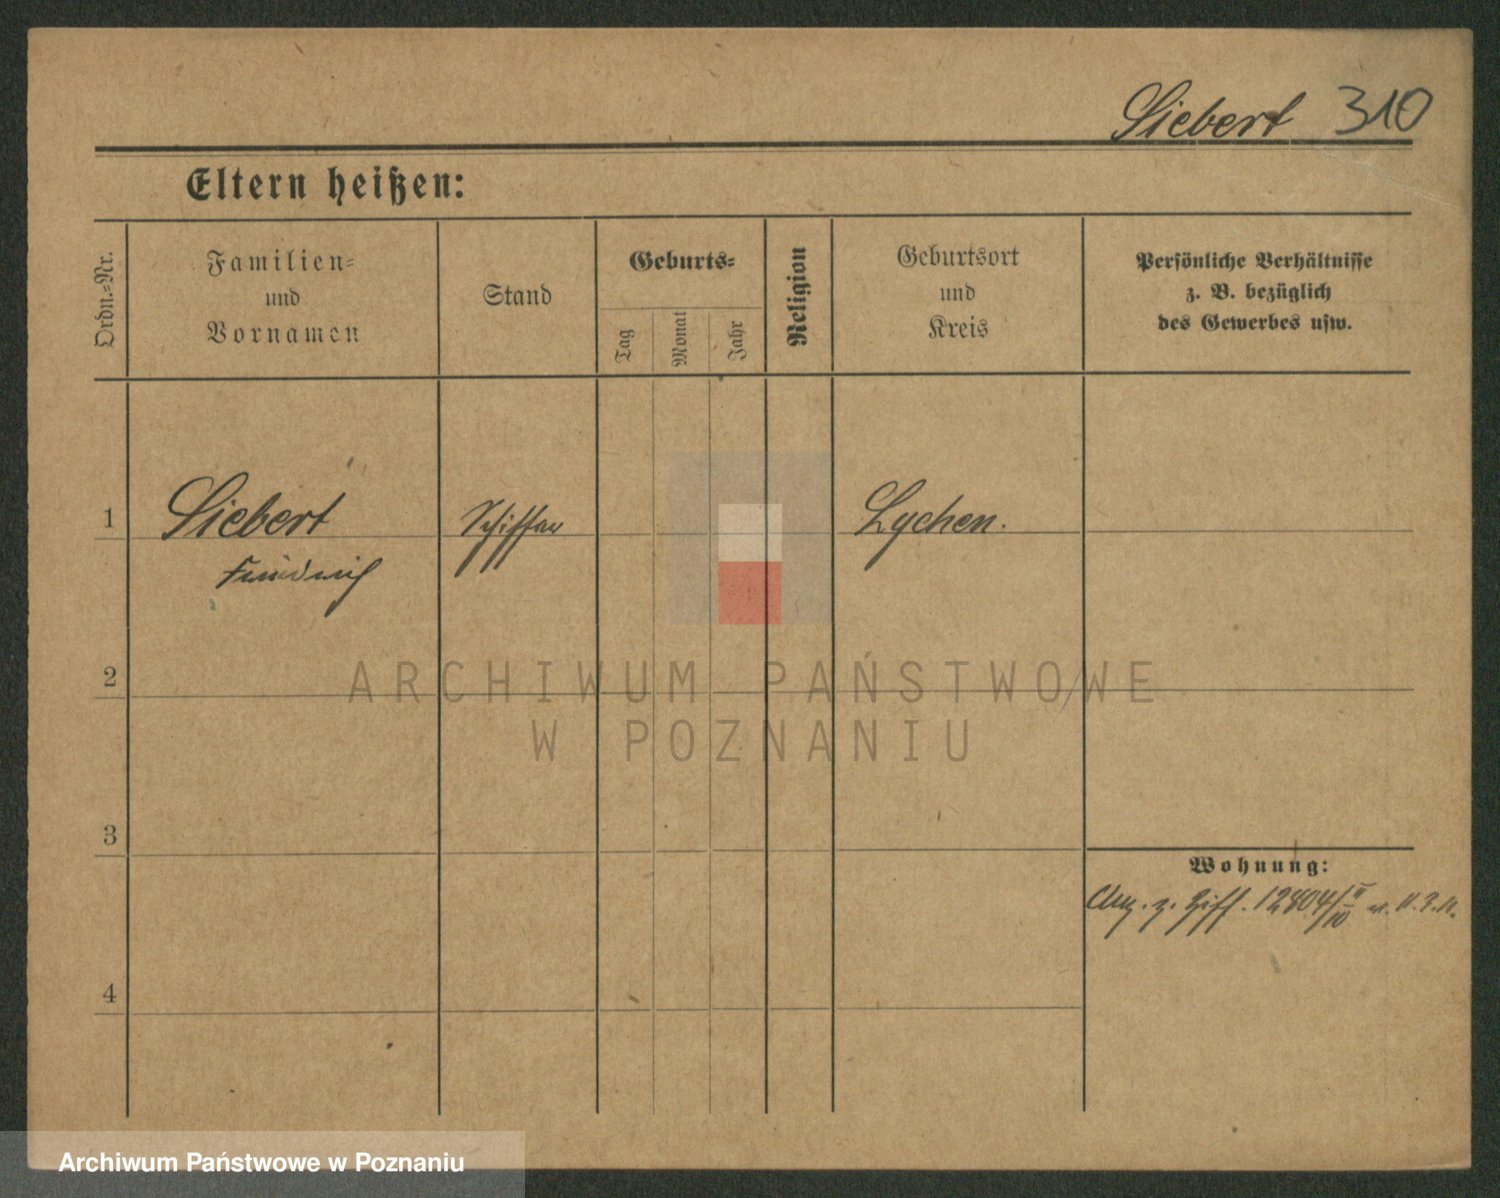 Siebert 310
Eltern heißen:
Ordn.-Nr.
Familien-
und
Vornamen
Stand
Geburts-
Tag
Monat
Jahr
Religion
Geburtsort
und
Kreis
Persönliche Verhältnisse
z. B. bezüglich
des Gewerbes usw.
1
Siebert
Friedrich
Schiffer
Lychen.
2
ARCHIWUM PAŃSTWOWE
W POZNANIU
3
Wohnung:
z. Ziff. 12804/
4
Archiwum Państwowe w Poznaniu